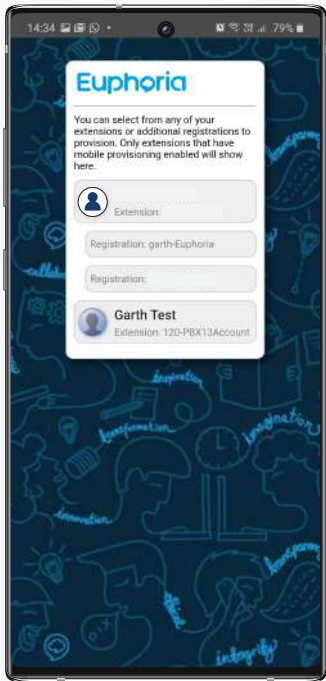 14:34
79%
Euphoria
You can select from any of your
extensions or additional registrations to
provision. Only extensions that have
mobile provisioning enabled will show
here.
Extension:
Registration: garth-Euphoria
Registration:
Garth Test
Extension: 120-PBX13Account
inspiration
transformation
imagination
innovation
ethical
integrity